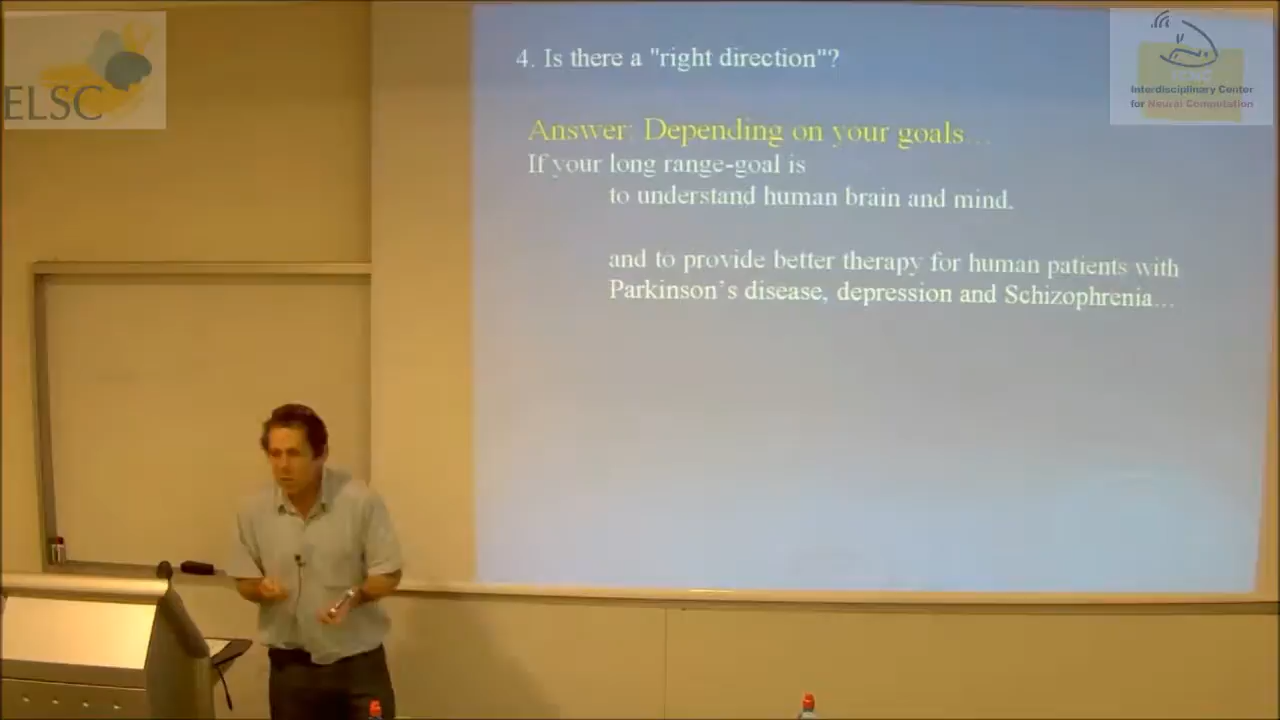 ELSC
4. Is there a "right direction"?
Interdisciplinary Center
for Neural Computation
Answer: Depending on your goals...
If your long range-goal is
to understand human brain and mind.
and to provide better therapy for human patients with
Parkinson's disease, depression and Schizophrenia...